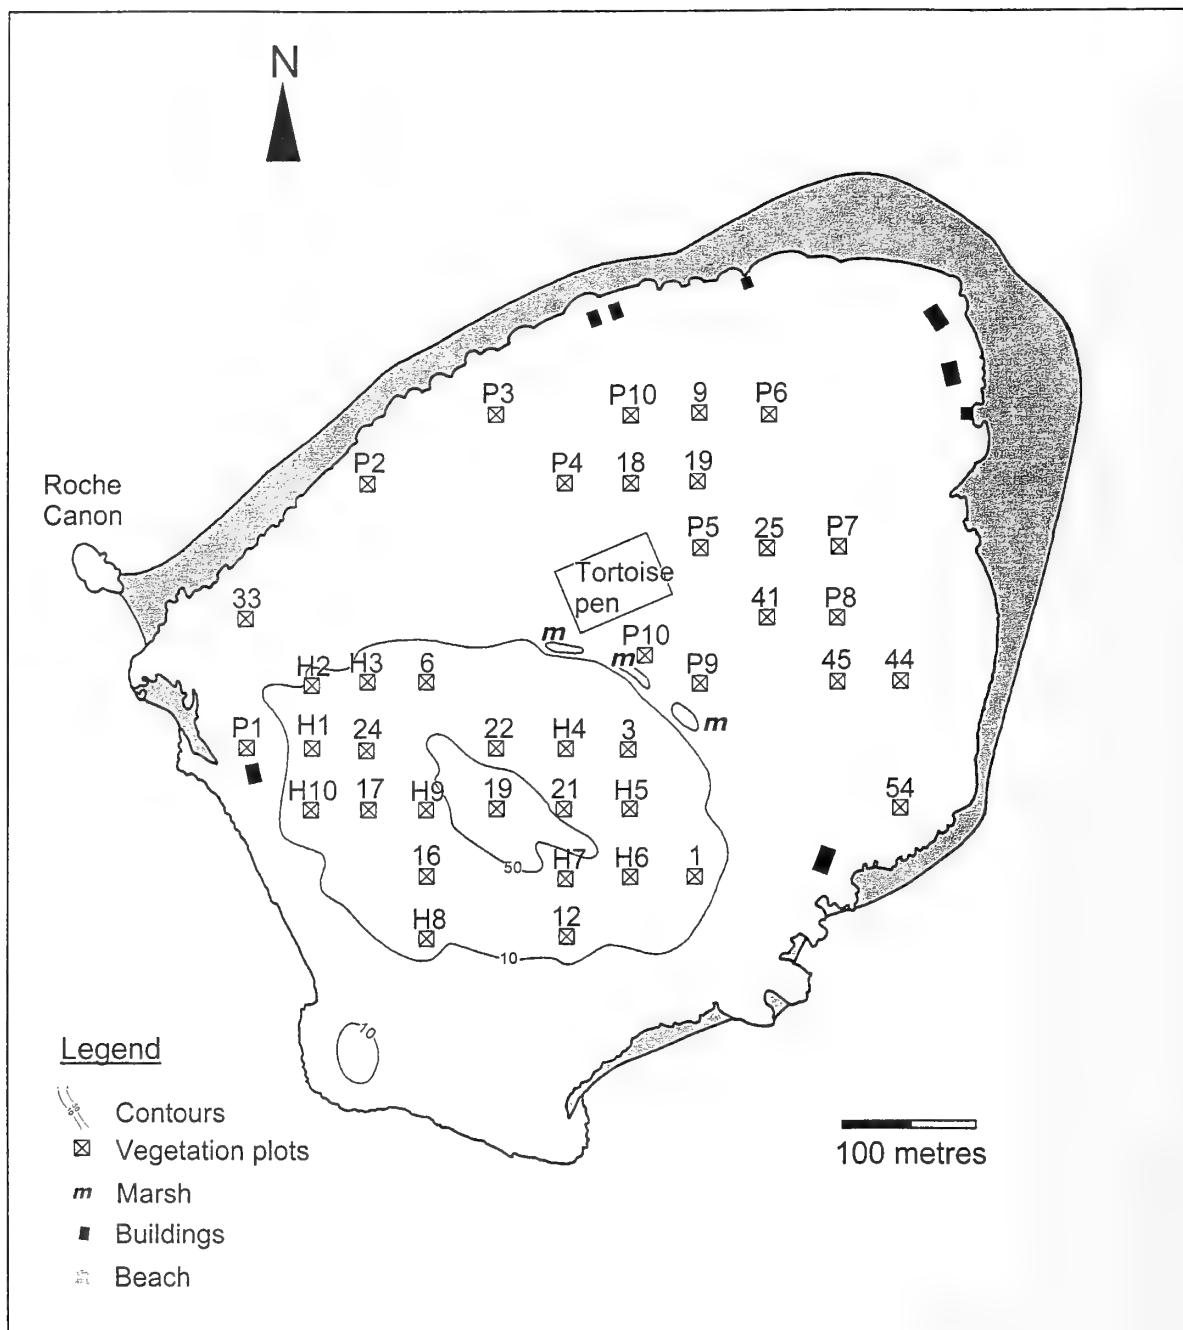 N
P3 P10 9 P6
P2 P4 18 19
Roche
Canon
P5 25 P7
Tortoise
pen
33 41 P8
m P10
m
H2 H3 6 P9 45 44
m
P1 H1 24 22 H4 3
H10 17 H9 19 21 H5 54
16 50 H7 H6 1
H8 12
10
10
Legend
10 50
Contours
Vegetation plots
m Marsh
Buildings
Beach
100 metres